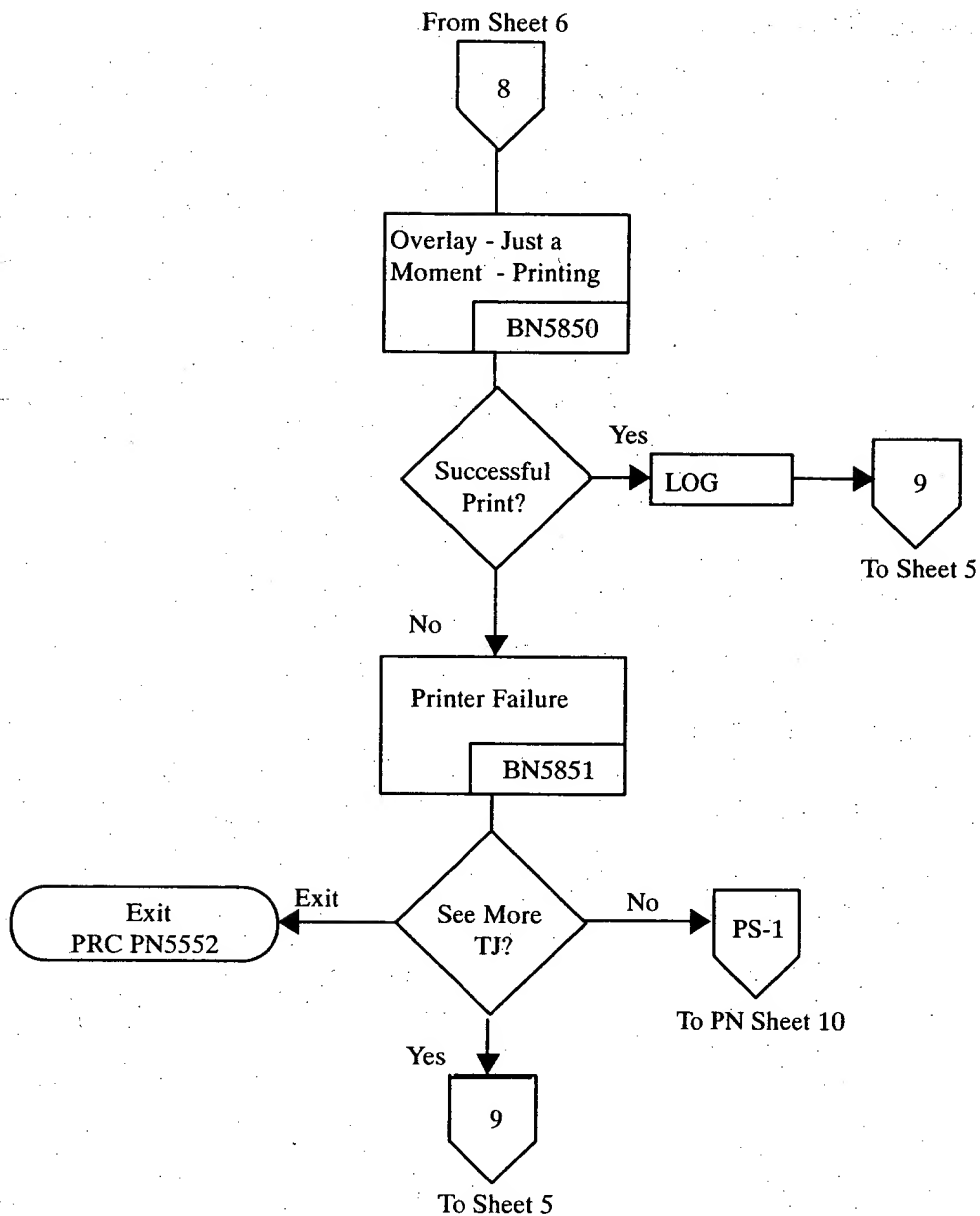 From Sheet 6
8
Overlay - Just a
Moment - Printing
BN5850
Successful
Print?
Yes
LOG
9
To Sheet 5
No
Printer Failure
BN5851
See More
TJ?
Exit
Exit
PRC PN5552
No
PS-1
To PN Sheet 10
Yes
9
To Sheet 5